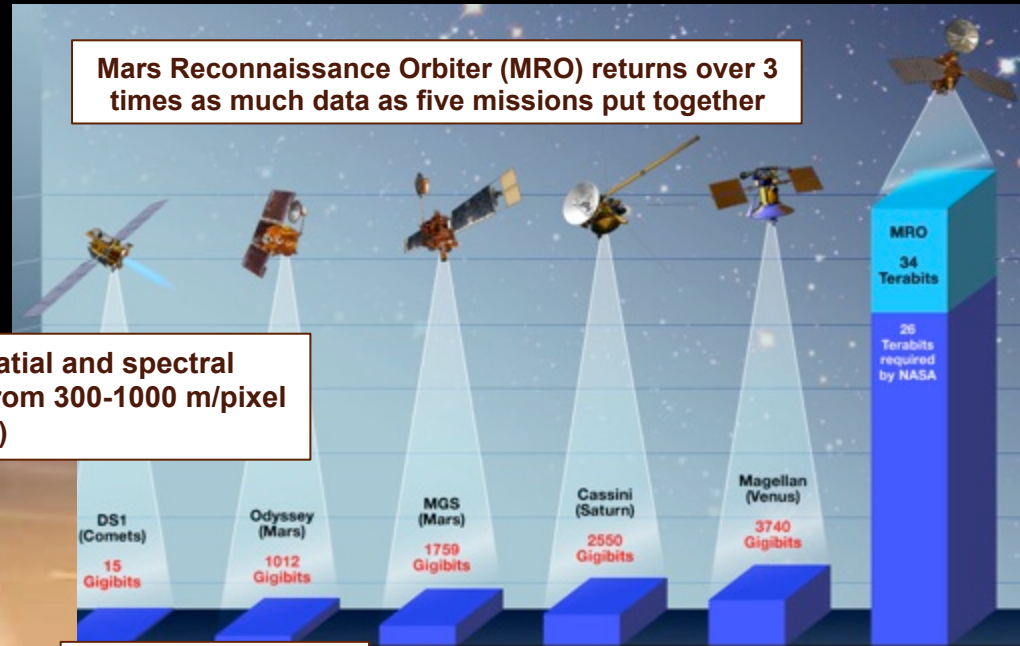 Mars Reconnaissance Orbiter (MRO) returns over 3
times as much data as five missions put together
MRO
34
Terabits
26
Terabits
required
by NASA
atial and spectral
rom 300-1000 m/pixel
)
DS1
(Comets)
15
Gigibits
Odyssey
(Mars)
1012
Gigibits
MGS
(Mars)
1759
Gigibits
Cassini
(Saturn)
2550
Gigibits
Magellan
(Venus)
3740
Gigibits